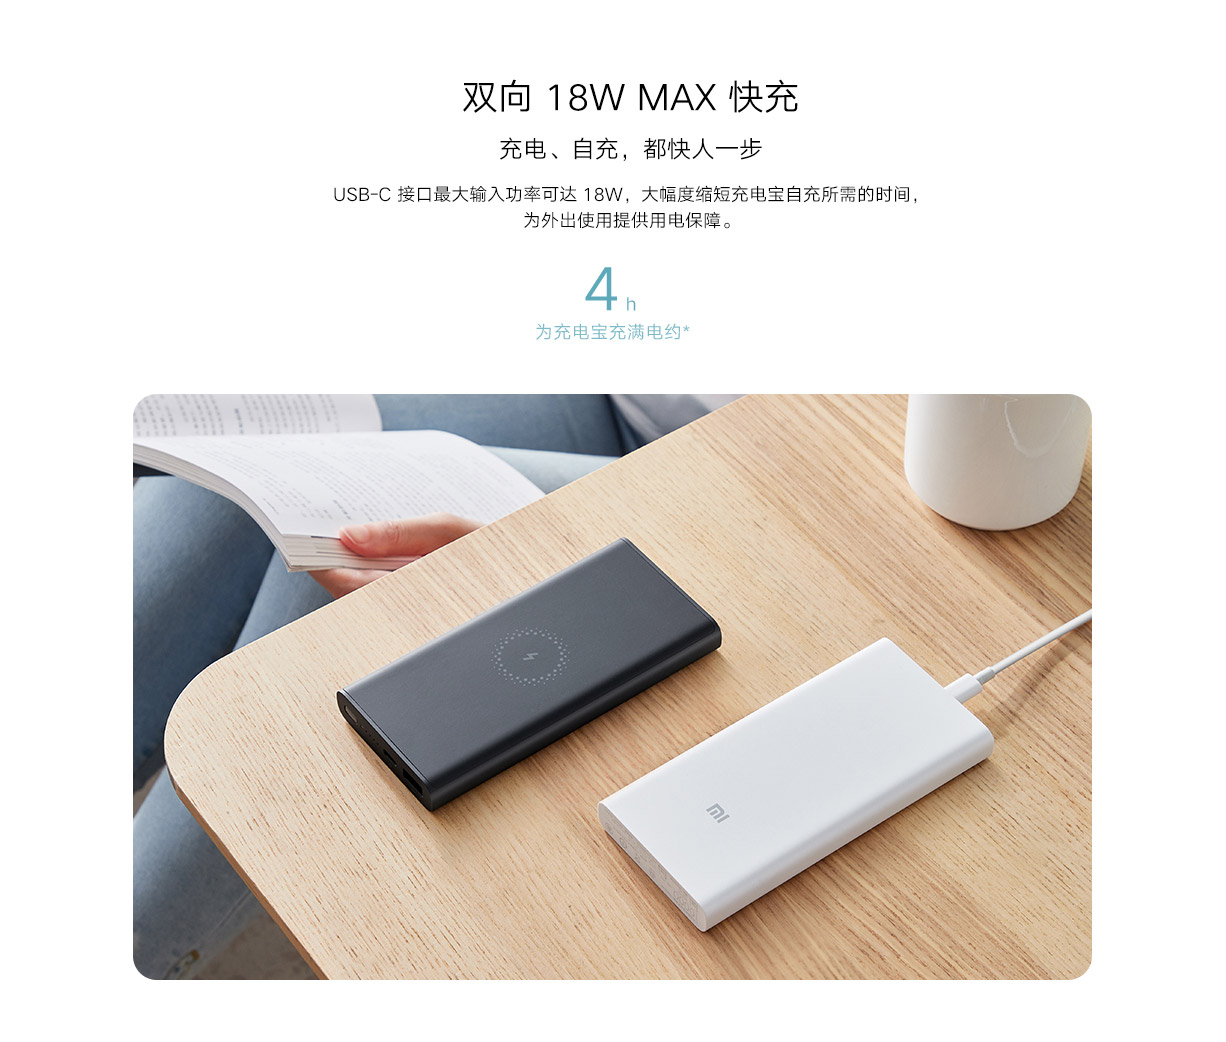 双向 18W MAX 快充
充电、自充，都快人一步
USB-C 接口最大输入功率可达 18W，大幅度缩短充电宝自充所需的时间，
为外出使用提供用电保障。
4 h
为充电宝充满电约*
mi